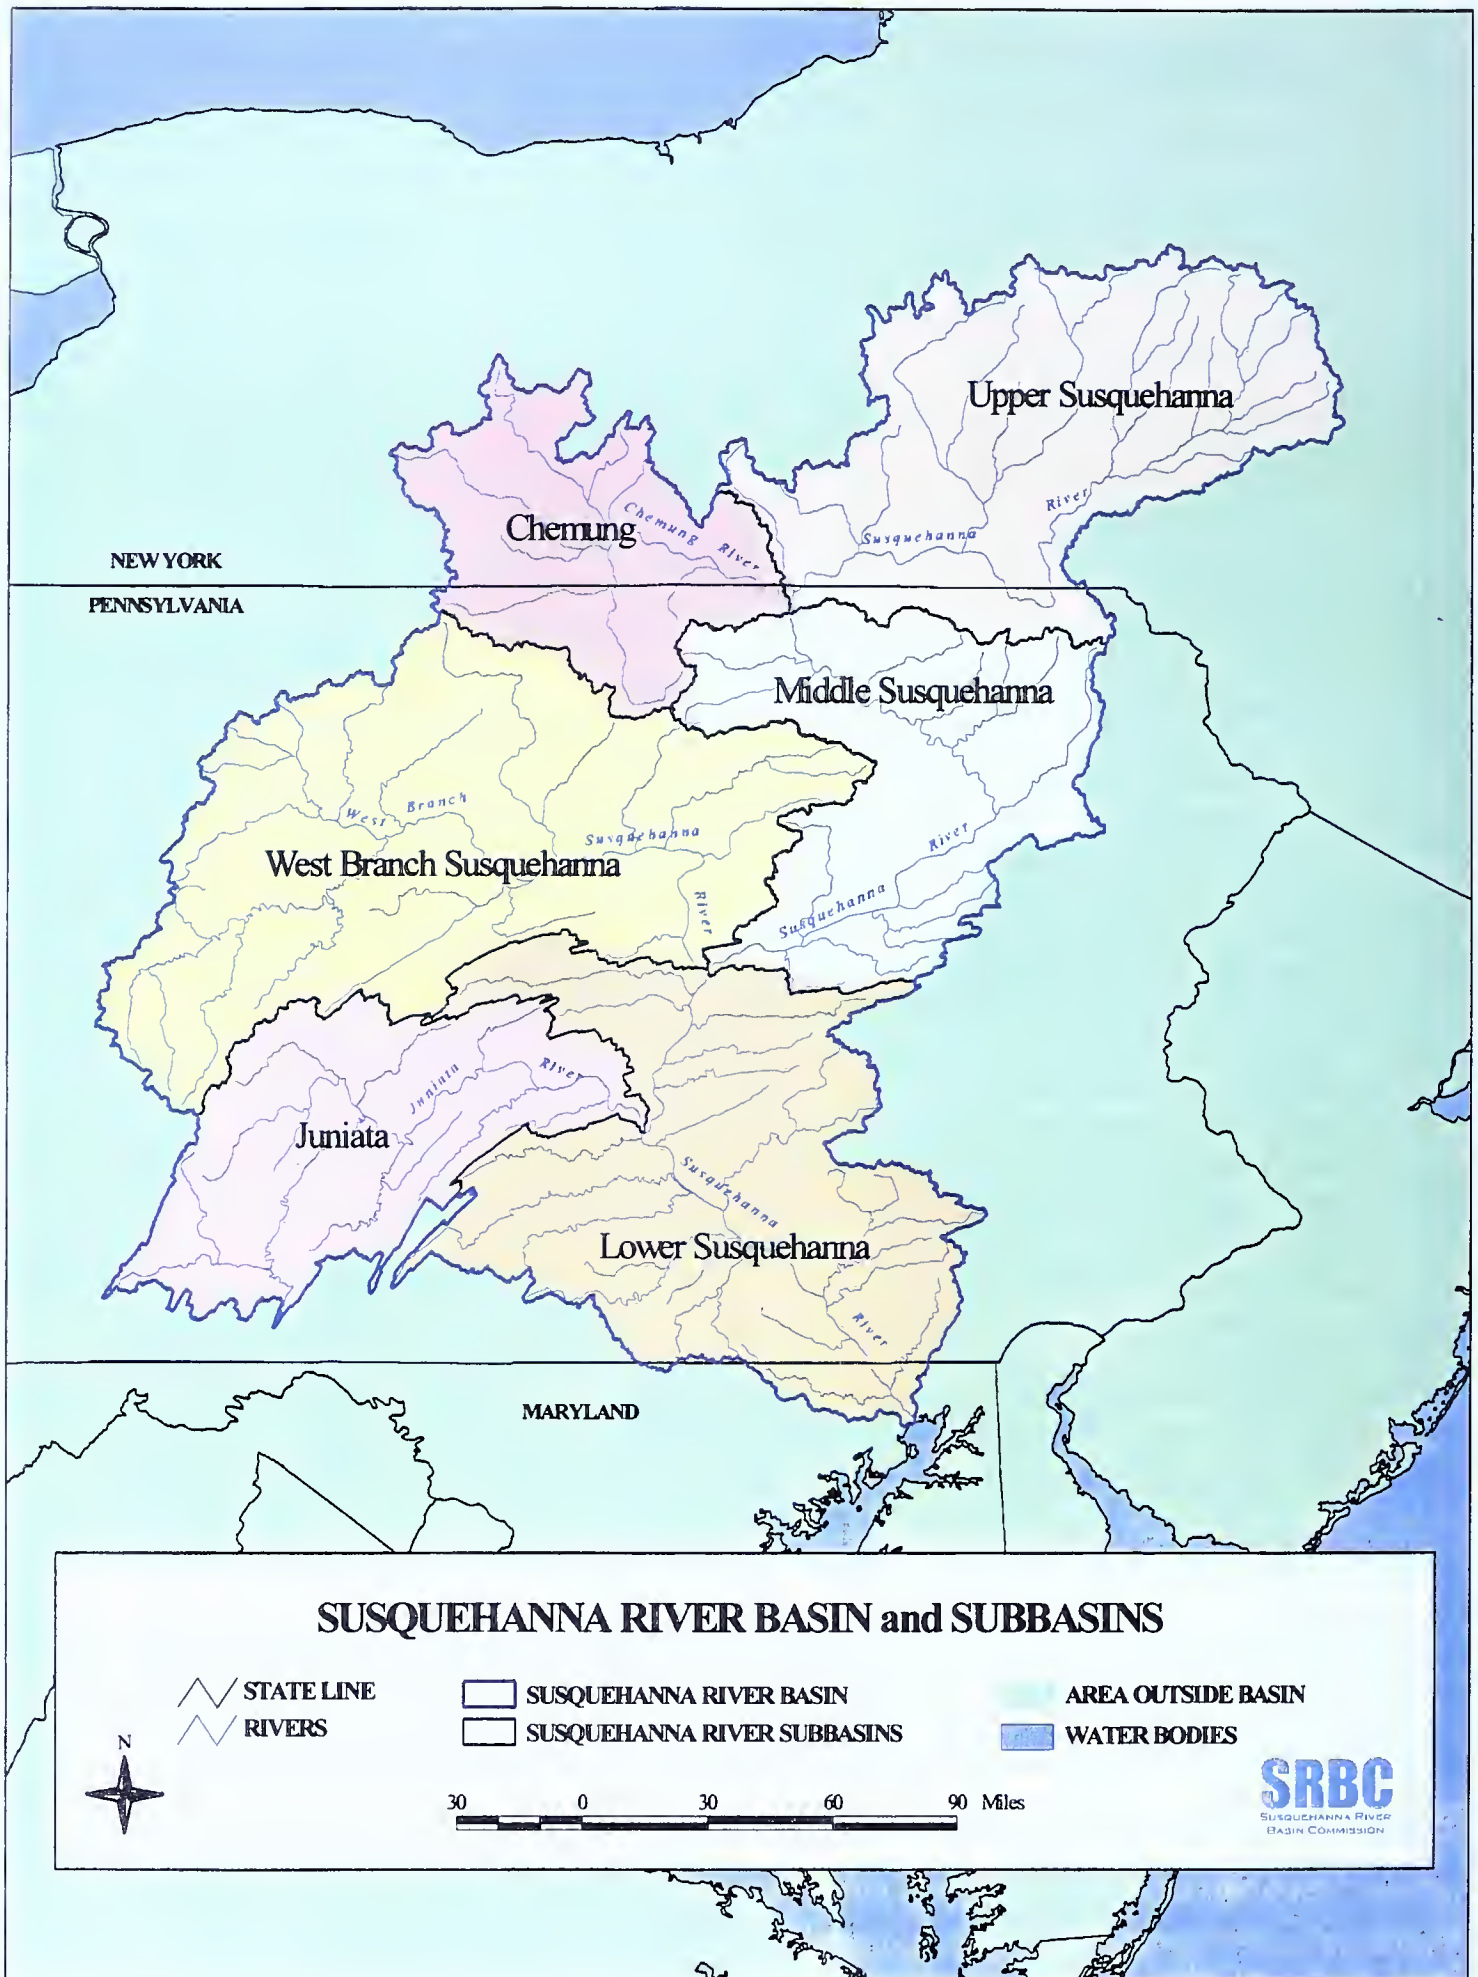 Upper Susquehanna
Chemung
Chemung River
Susquehanna River
NEW YORK
PENNSYLVANIA
Middle Susquehanna
West Branch
Susquehanna
River
West Branch Susquehanna
Susquehanna River
Juniata River
Juniata
Susquehanna
Lower Susquehanna
River
MARYLAND
SUSQUEHANNA RIVER BASIN and SUBBASINS
STATE LINE
RIVERS
SUSQUEHANNA RIVER BASIN
SUSQUEHANNA RIVER SUBBASINS
AREA OUTSIDE BASIN
WATER BODIES
N
30 0 30 60 90 Miles
SRBC
SUSQUEHANNA RIVER
BASIN COMMISSION